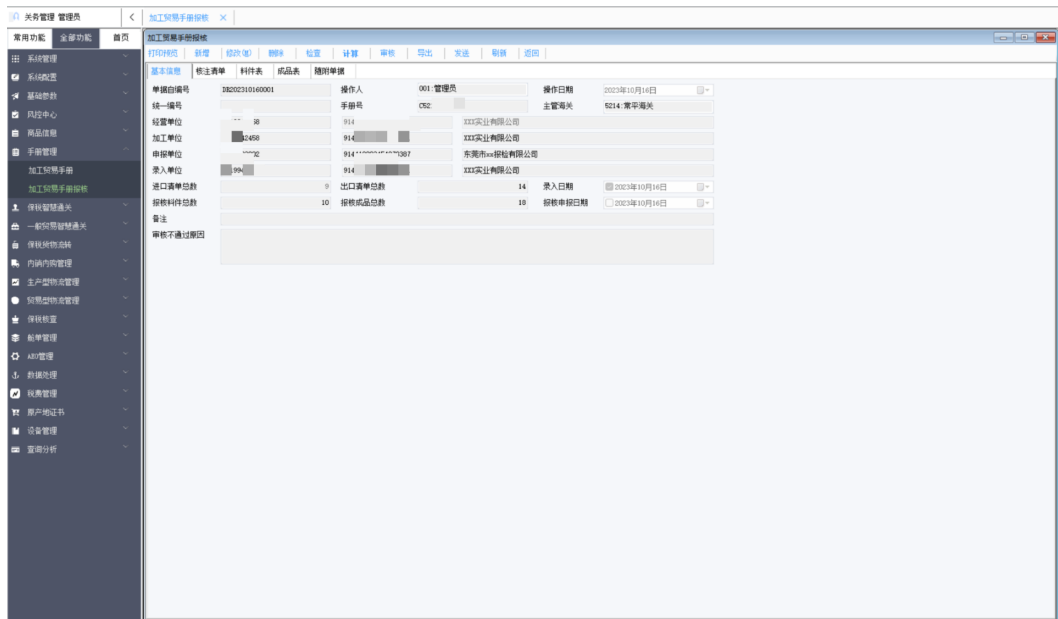 关务管理 管理员
加工贸易手册报核
常用功能 全部功能 首页
加工贸易手册报核
打印预览 新增 修改(M) 删除 检查 计算 审核 导出 发送 刷新 返回
基本信息 核注清单 料件表 成品表 随附单据
系统管理
系统配置
基础参数
风控中心
商品信息
手册管理
加工贸易手册
加工贸易手册报核
保税智慧通关
一般贸易智慧通关
保税货物流转
内销内购管理
生产型物流管理
贸易型物流管理
保税核查
舱单管理
AEO管理
数据处理
税费管理
原产地证书
设备管理
查询分析
单据自编号 DR202310160001 操作人 001:管理员 操作日期 2023年10月16日
统一编号 手册号 C52 主管海关 5214:常平海关
经营单位 58 914 XXX实业有限公司
加工单位 42458 914 XXX实业有限公司
申报单位 914 387 东莞市xx报检有限公司
录入单位 994 914 XXX实业有限公司
进口清单总数 9 出口清单总数 14 录入日期 2023年10月16日
报核料件总数 10 报核成品总数 18 报核申报日期 2023年10月16日
备注
审核不通过原因